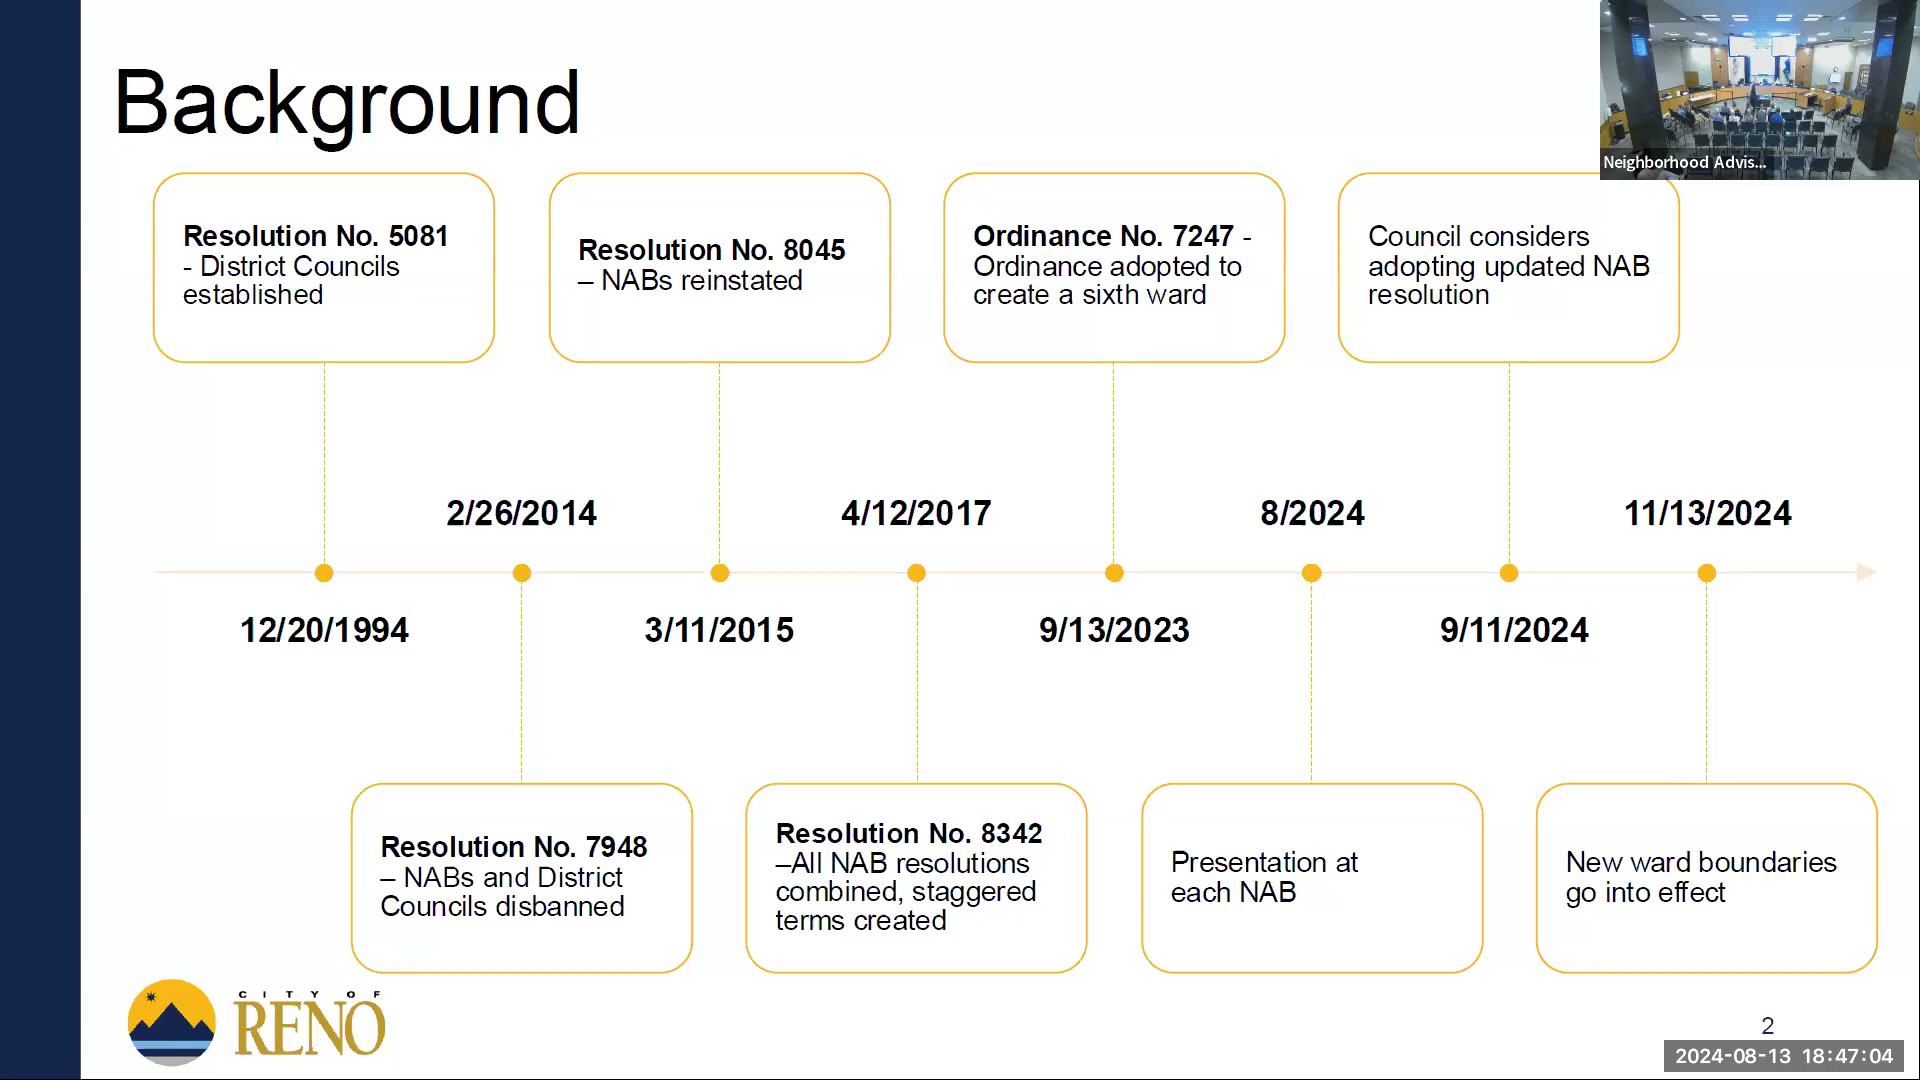 Background
Neighborhood Advis...
Resolution No. 5081
- District Councils
established
Resolution No. 8045
– NABs reinstated
Ordinance No. 7247 -
Ordinance adopted to
create a sixth ward
Council considers
adopting updated NAB
resolution
2/26/2014
4/12/2017
8/2024
11/13/2024
12/20/1994
3/11/2015
9/13/2023
9/11/2024
Resolution No. 7948
– NABs and District
Councils disbanned
Resolution No. 8342
–All NAB resolutions
combined, staggered
terms created
Presentation at
each NAB
New ward boundaries
go into effect
CITY OF
RENO
2
2024-08-13 18:47:04